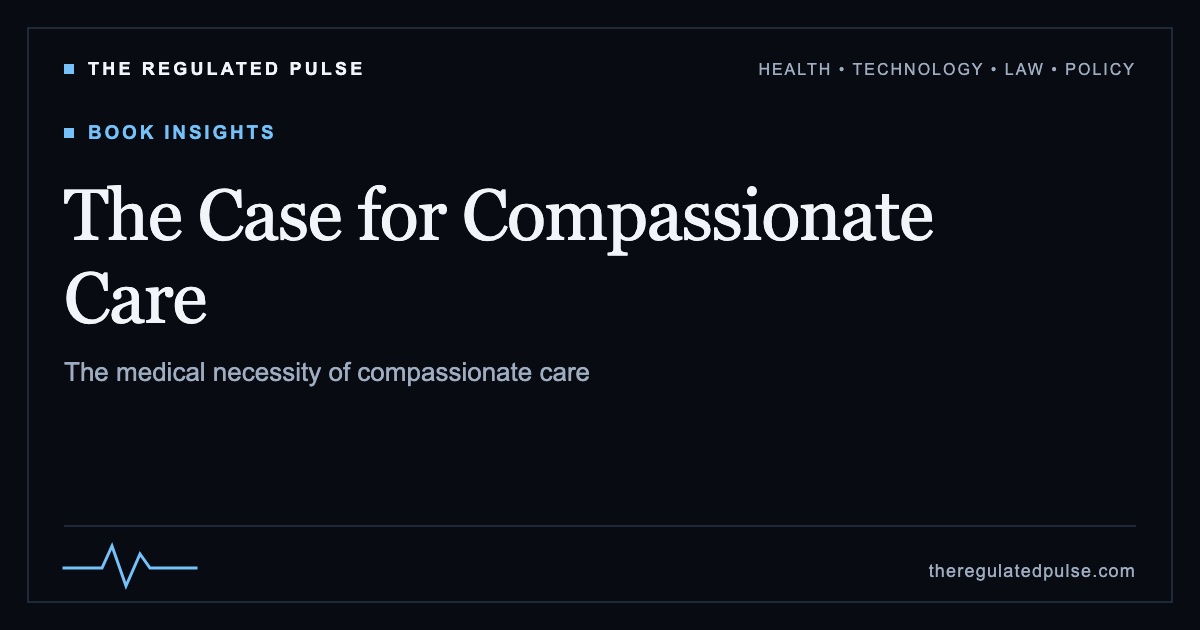 THE REGULATED PULSE
HEALTH • TECHNOLOGY • LAW • POLICY
BOOK INSIGHTS
The Case for Compassionate
Care
The medical necessity of compassionate care
theregulatedpulse.com